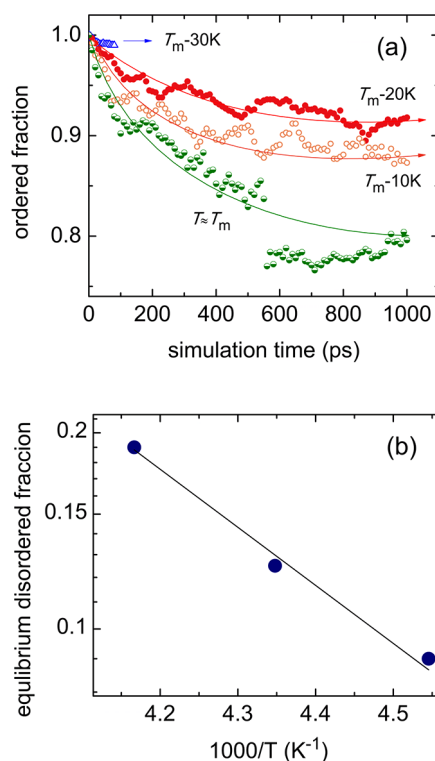 1.0
0.9
0.8
ordered fraction
(a)
Tm-30K
Tm-20K
Tm-10K
T≈Tm
0 200 400 600 800 1000
simulation time (ps)
(b)
0.2
0.15
0.1
equlibrium disordered fraccion
4.2 4.3 4.4 4.5
1000/T (K-1)